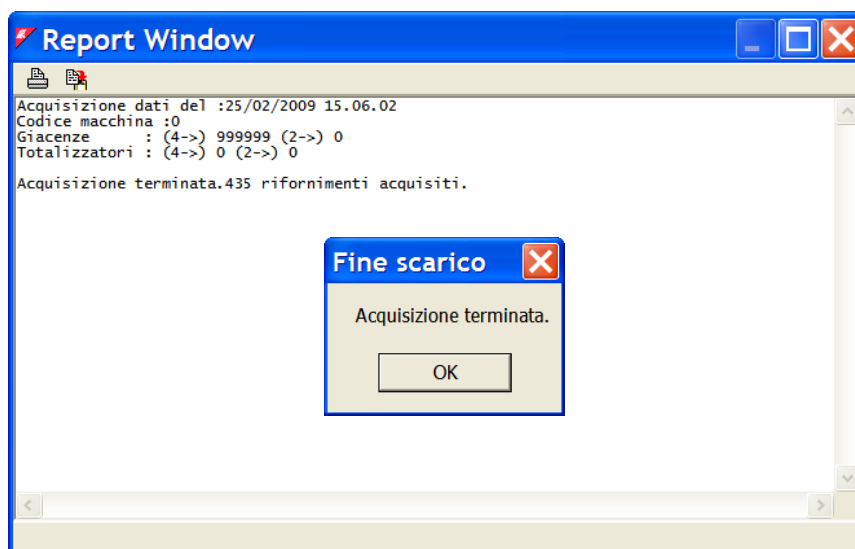 Report Window
Acquisizione dati del :25/02/2009 15.06.02
Codice macchina :0
Giacenze : (4->) 999999 (2->) 0
Totalizzatori : (4->) 0 (2->) 0
Acquisizione terminata.435 rifornimenti acquisiti.
Fine scarico
Acquisizione terminata.
OK